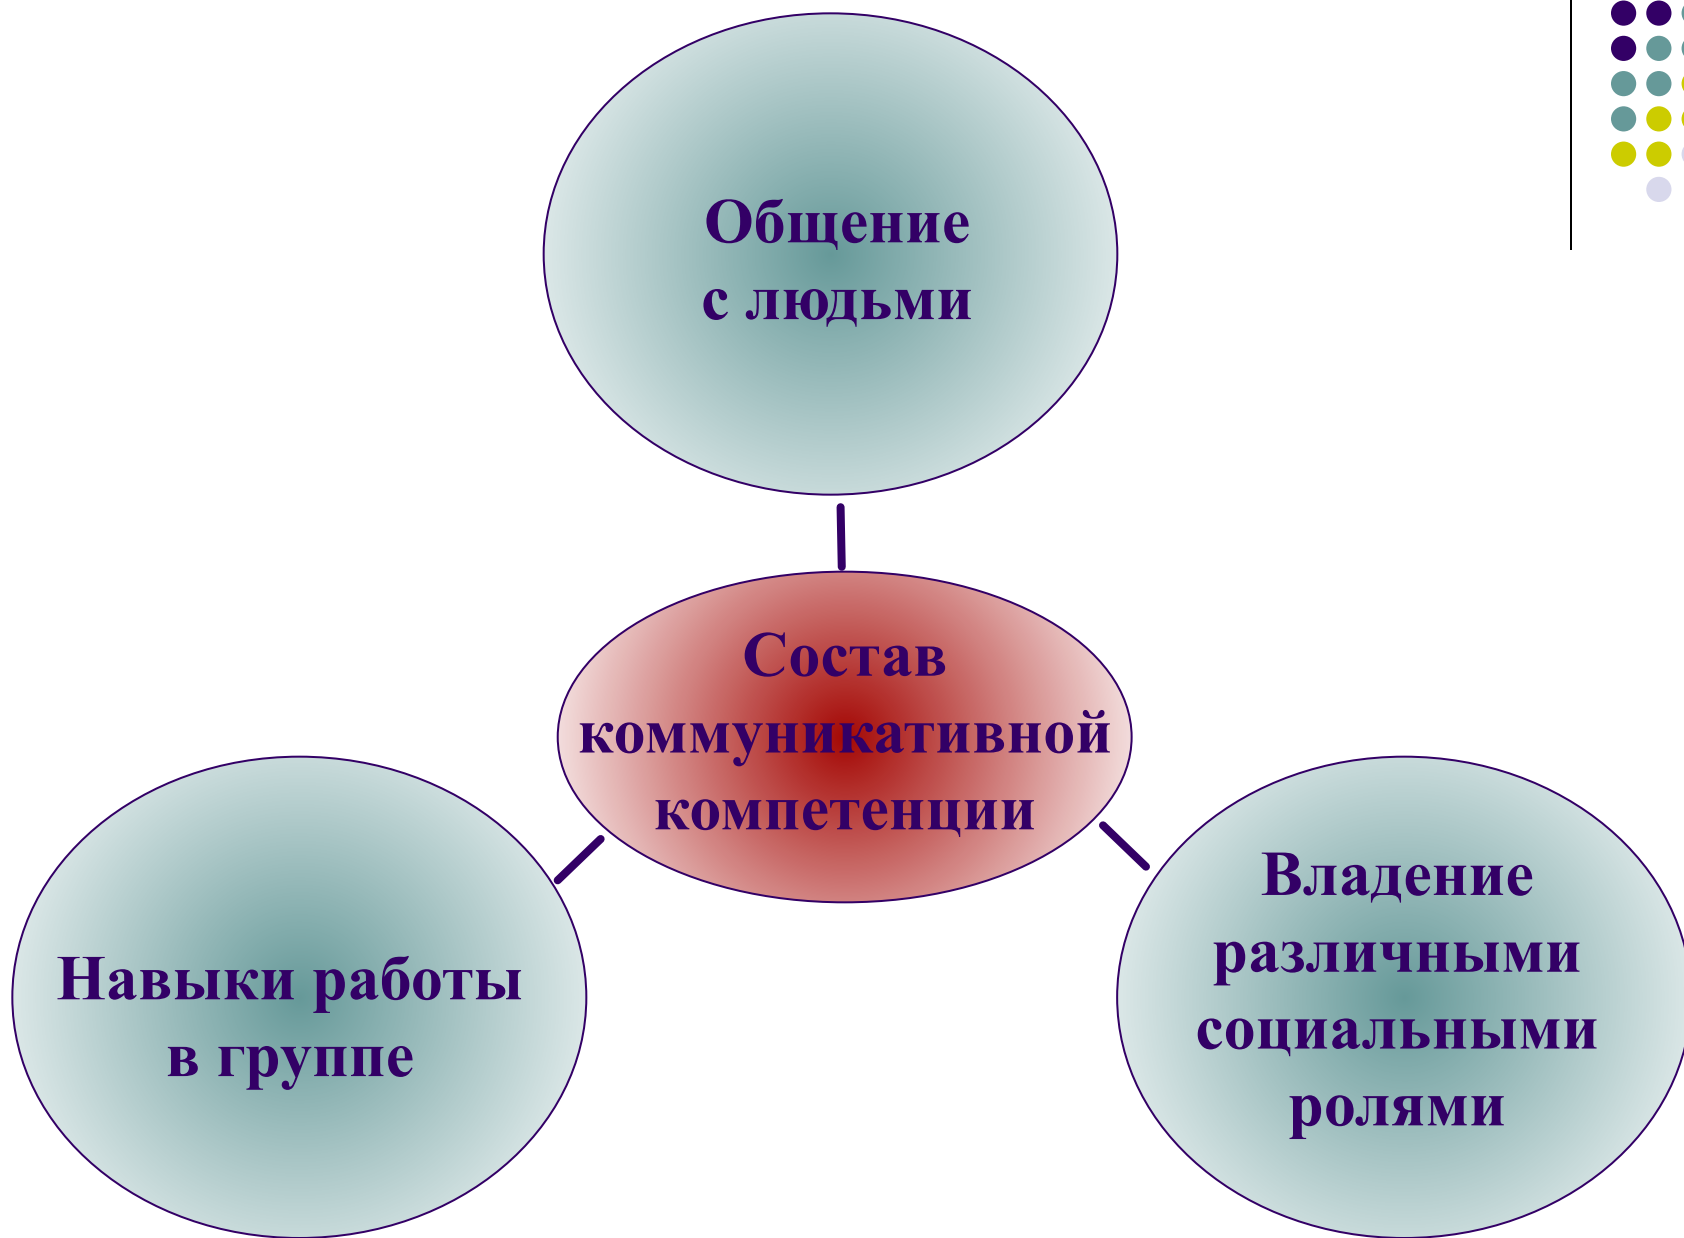 Общение
с людьми
Состав
коммуникативной
компетенции
Навыки работы
в группе
Владение
различными
социальными
ролями